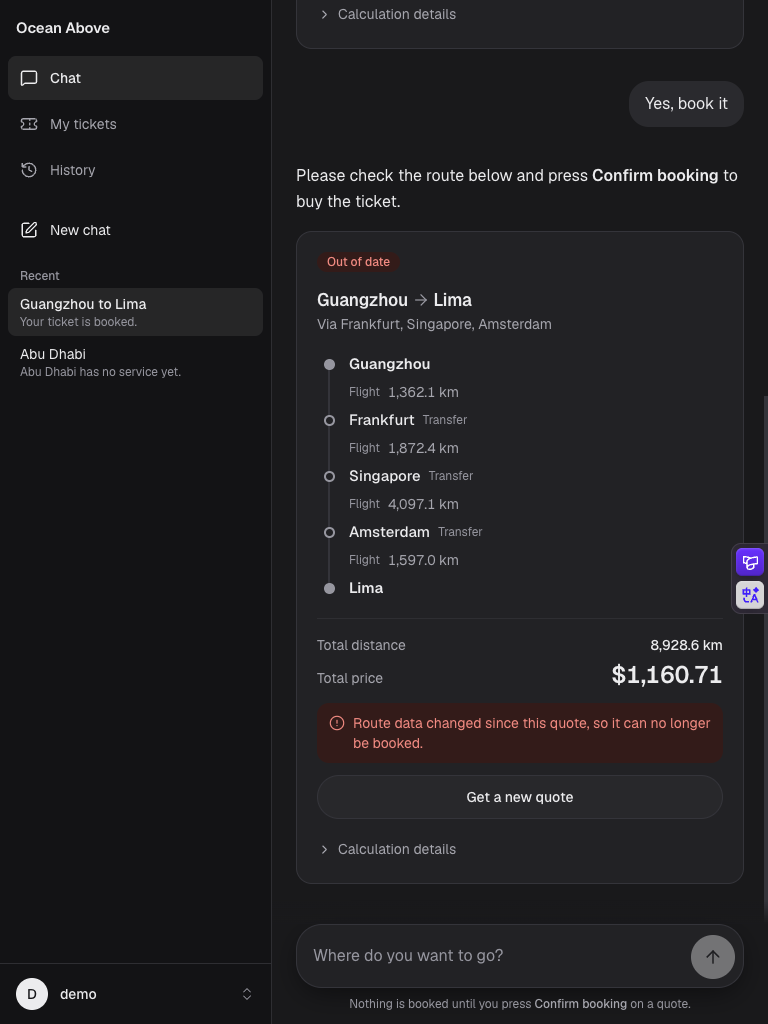 Ocean Above
Chat
My tickets
History
New chat
Recent
Guangzhou to Lima
Your ticket is booked.
Abu Dhabi
Abu Dhabi has no service yet.
D
demo
Calculation details
Yes, book it
Please check the route below and press Confirm booking to
buy the ticket.
Out of date
Guangzhou → Lima
Via Frankfurt, Singapore, Amsterdam
Guangzhou
Flight 1,362.1 km
Frankfurt Transfer
Flight 1,872.4 km
Singapore Transfer
Flight 4,097.1 km
Amsterdam Transfer
Flight 1,597.0 km
Lima
Total distance 8,928.6 km
Total price $1,160.71
Route data changed since this quote, so it can no longer
be booked.
Get a new quote
Calculation details
Where do you want to go?
Nothing is booked until you press Confirm booking on a quote.
中A